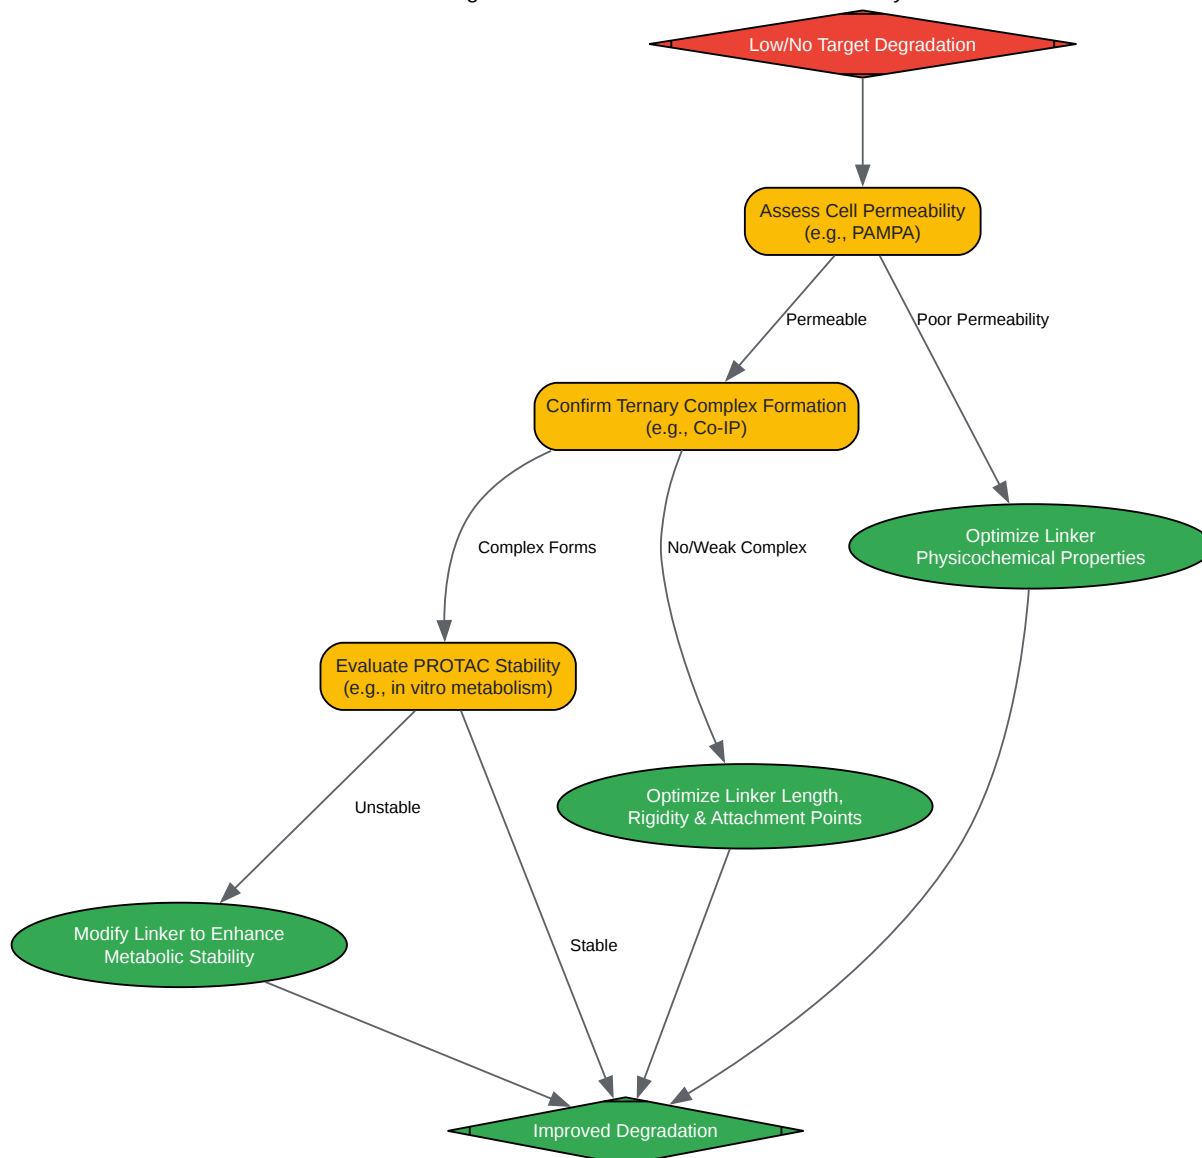 Low/No Target Degradation
Assess Cell Permeability
(e.g., PAMPA)
Permeable
Poor Permeability
Confirm Ternary Complex Formation
(e.g., Co-IP)
Complex Forms
No/Weak Complex
Optimize Linker
Physicochemical Properties
Evaluate PROTAC Stability
(e.g., in vitro metabolism)
Unstable
Optimize Linker Length,
Rigidity & Attachment Points
Modify Linker to Enhance
Metabolic Stability
Stable
Improved Degradation